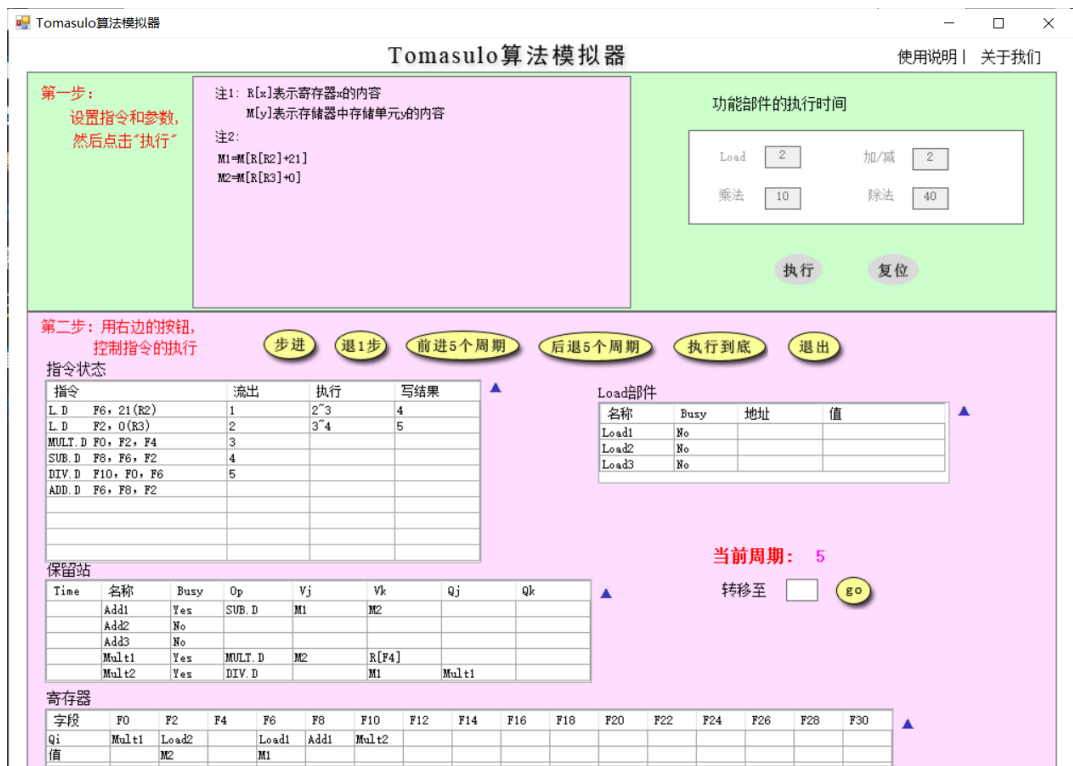 Tomasulo算法模拟器
Tomasulo算法模拟器
使用说明| 关于我们
第一步:
设置指令和参数,
然后点击"执行"
注1: R[x]表示寄存器x的内容
M[y]表示存储器中存储单元y的内容
注2:
M1=M[R[R2]+21]
M2=M[R[R3]+0]
功能部件的执行时间
Load 2 加/减 2
乘法 10 除法 40
执行 复位
第二步: 用右边的按钮,
控制指令的执行
步进 退1步 前进5个周期 后退5个周期 执行到底 退出
指令状态
指令 流出 执行 写结果
L.D F6, 21(R2) 1 2~3 4
L.D F2, 0(R3) 2 3~4 5
MULT.D F0, F2, F4 3
SUB.D F8, F6, F2 4
DIV.D F10, F0, F6 5
ADD.D F6, F8, F2
Load部件
名称 Busy 地址 值
Load1 No
Load2 No
Load3 No
当前周期: 5
转移至 go
保留站
Time 名称 Busy Op Vj Vk Qj Qk
Add1 Yes SUB.D M1 M2
Add2 No
Add3 No
Mult1 Yes MULT.D M2 R[F4]
Mult2 Yes DIV.D M1 Mult1
寄存器
字段 F0 F2 F4 F6 F8 F10 F12 F14 F16 F18 F20 F22 F24 F26 F28 F30
Qi Mult1 Load2 Load1 Add1 Mult2
值 M2 M1